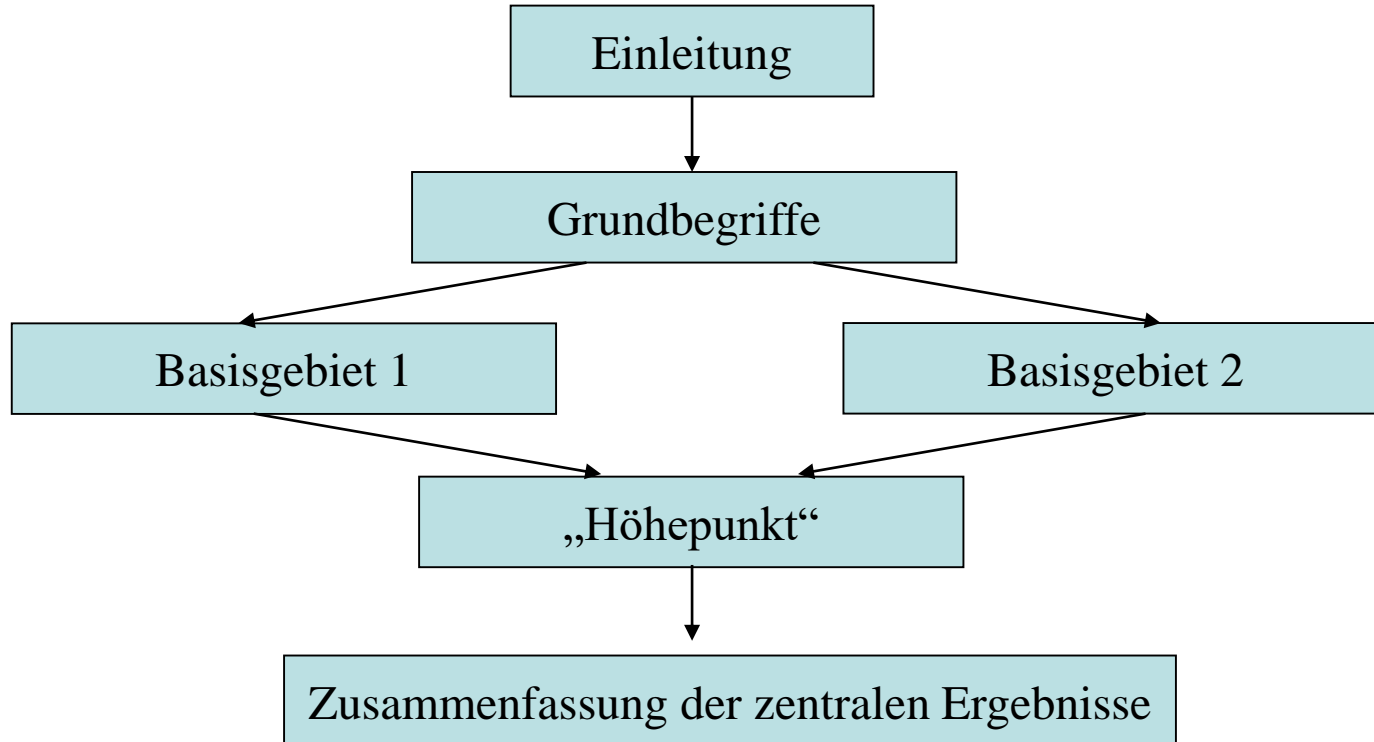 Einleitung
Grundbegriffe
Basisgebiet 1
Basisgebiet 2
„Höhepunkt“
Zusammenfassung der zentralen Ergebnisse